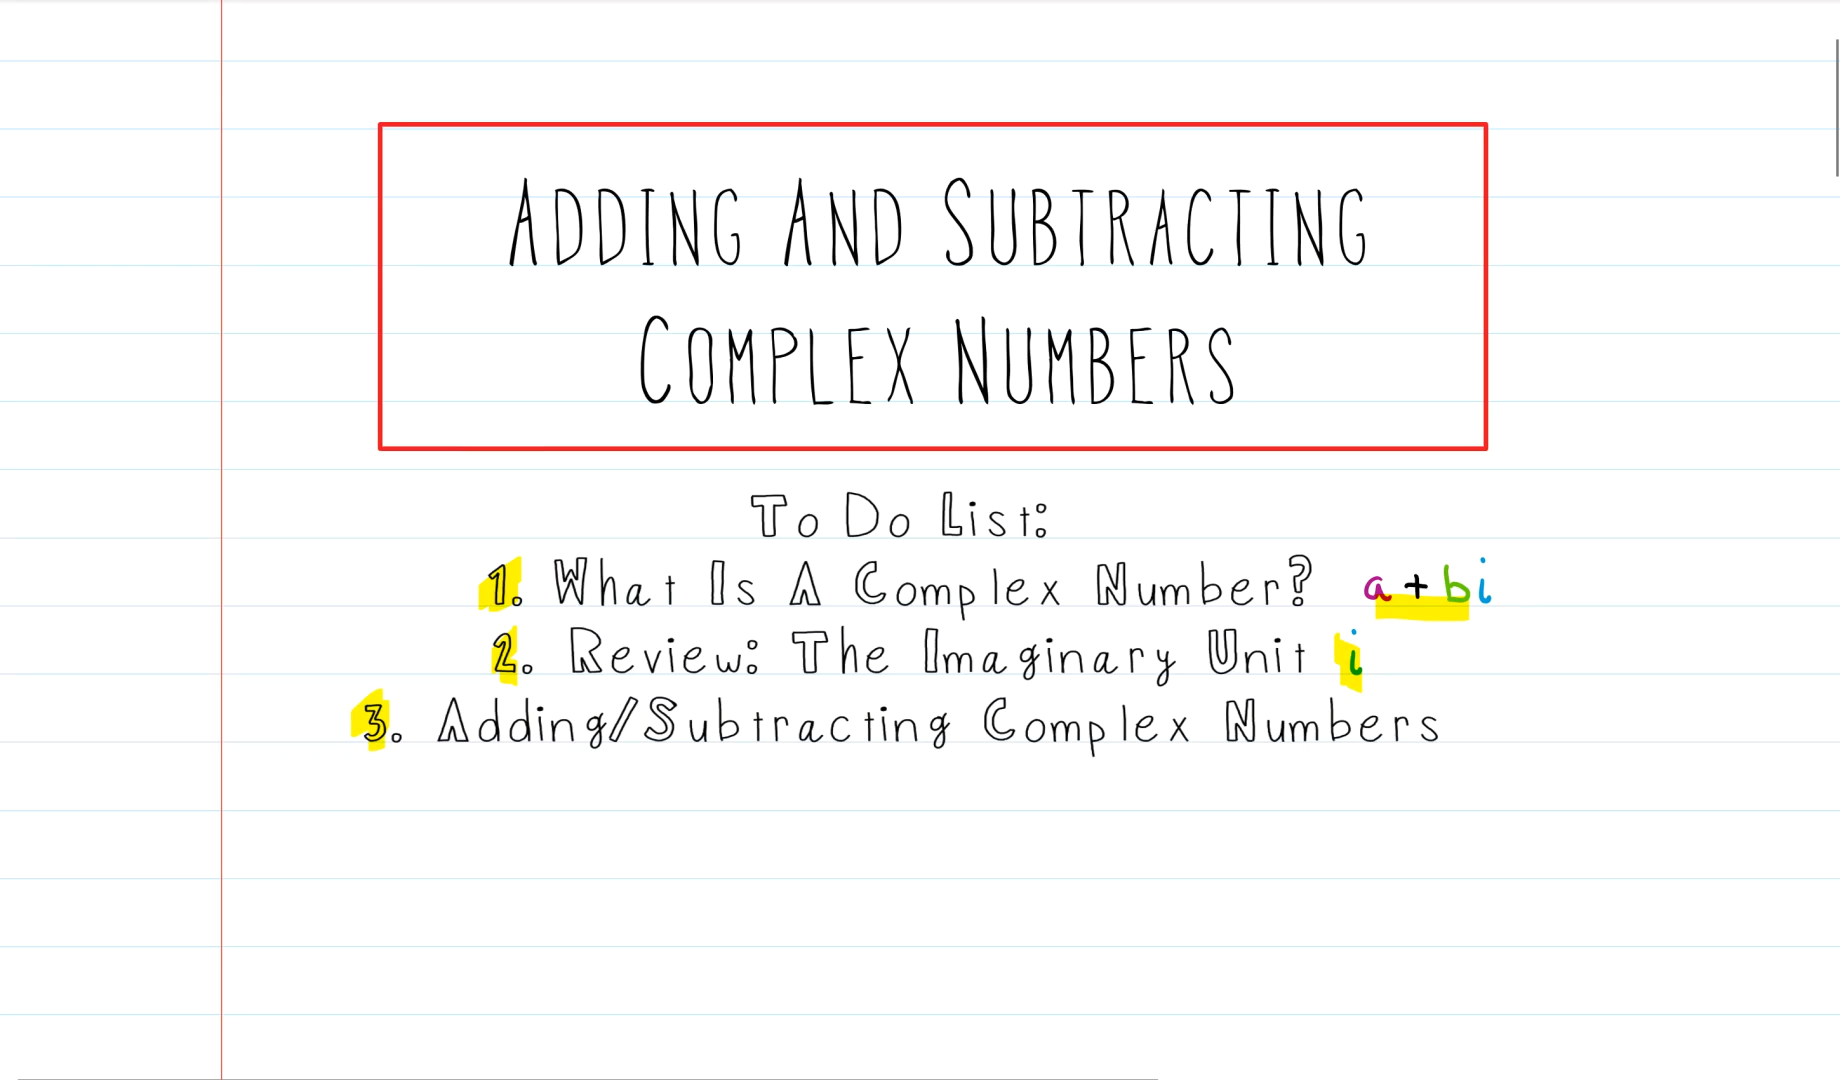 Adding And Subtracting
Complex Numbers
To Do List:
1. What Is A Complex Number? a + bi
2. Review: The Imaginary Unit i
3. Adding/Subtracting Complex Numbers